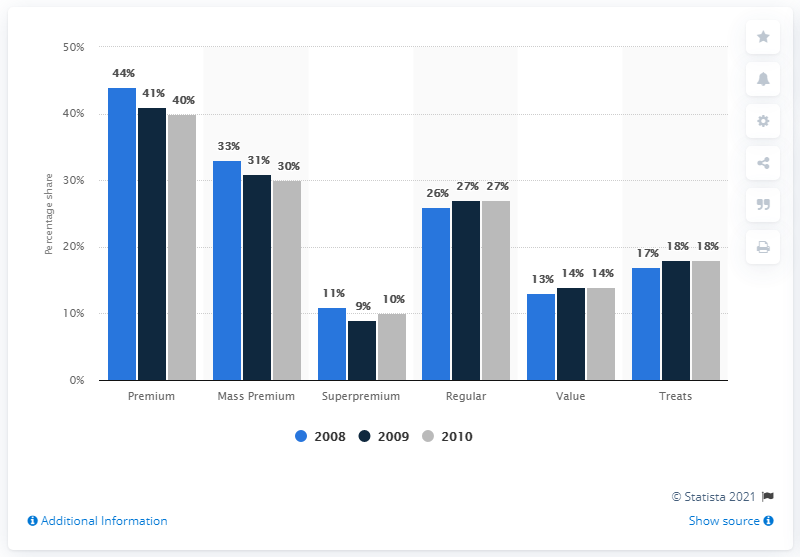 50%
40%
30%
20%
10%
0%
Percentage share
44%
41%
40%
33%
31%
30%
11%
9%
10%
26%
27%
27%
13%
14%
14%
17%
18%
18%
Premium
Mass Premium
Superpremium
Regular
Value
Treats
2008 2009 2010
© Statista 2021
Additional Information
Show source